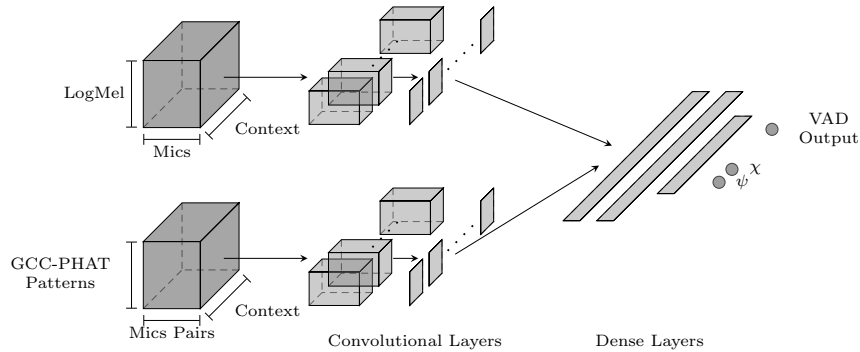 LogMel
Context
Mics
VAD
Output
χ
ψ
GCC-PHAT
Patterns
Context
Mics Pairs
Convolutional Layers
Dense Layers